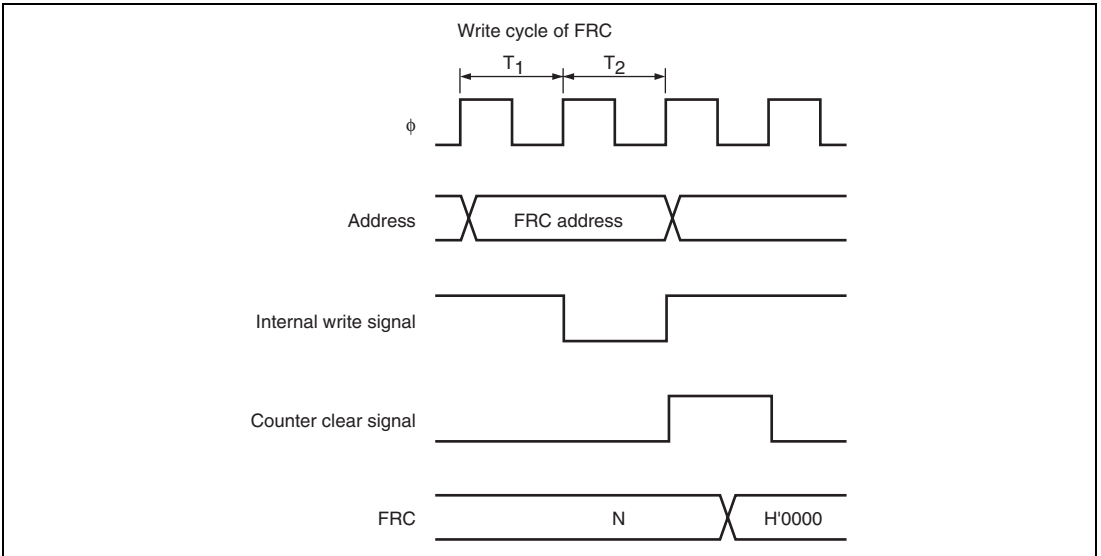 Write cycle of FRC
T1 T2
ϕ
Address FRC address
Internal write signal
Counter clear signal
FRC N H'0000